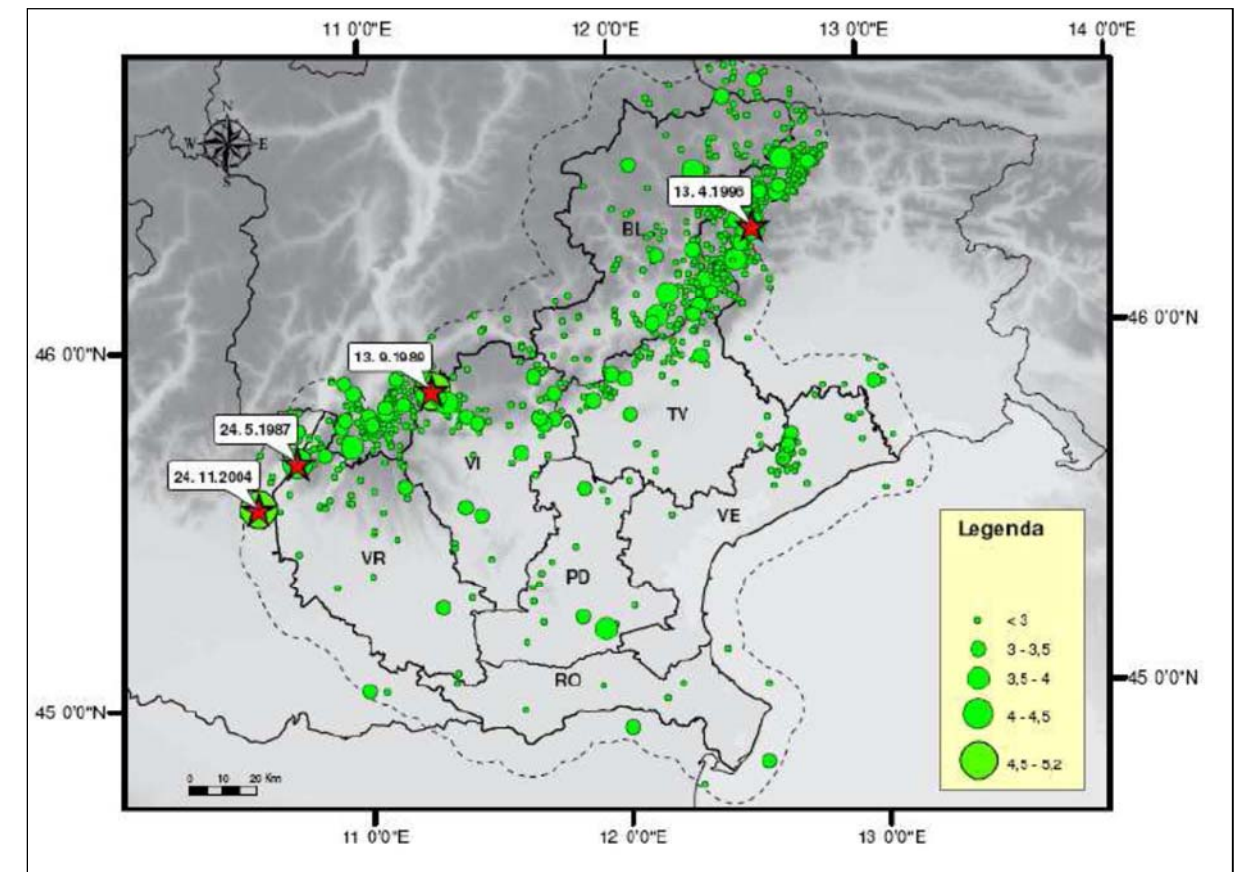 11 0'0"E 12 0'0"E 13 0'0"E 14 0'0"E
N
W E
S
13. 4.1996
BL
46 0'0"N
46 0'0"N
13. 9.1989
24. 5.1987
TV
24. 11.2004
VI
VE
Legenda
VR
PD
< 3
3 - 3,5
RO
3,5 - 4
45 0'0"N
45 0'0"N
4 - 4,5
4,5 - 5,2
0 10 20 Km
11 0'0"E 12 0'0"E 13 0'0"E